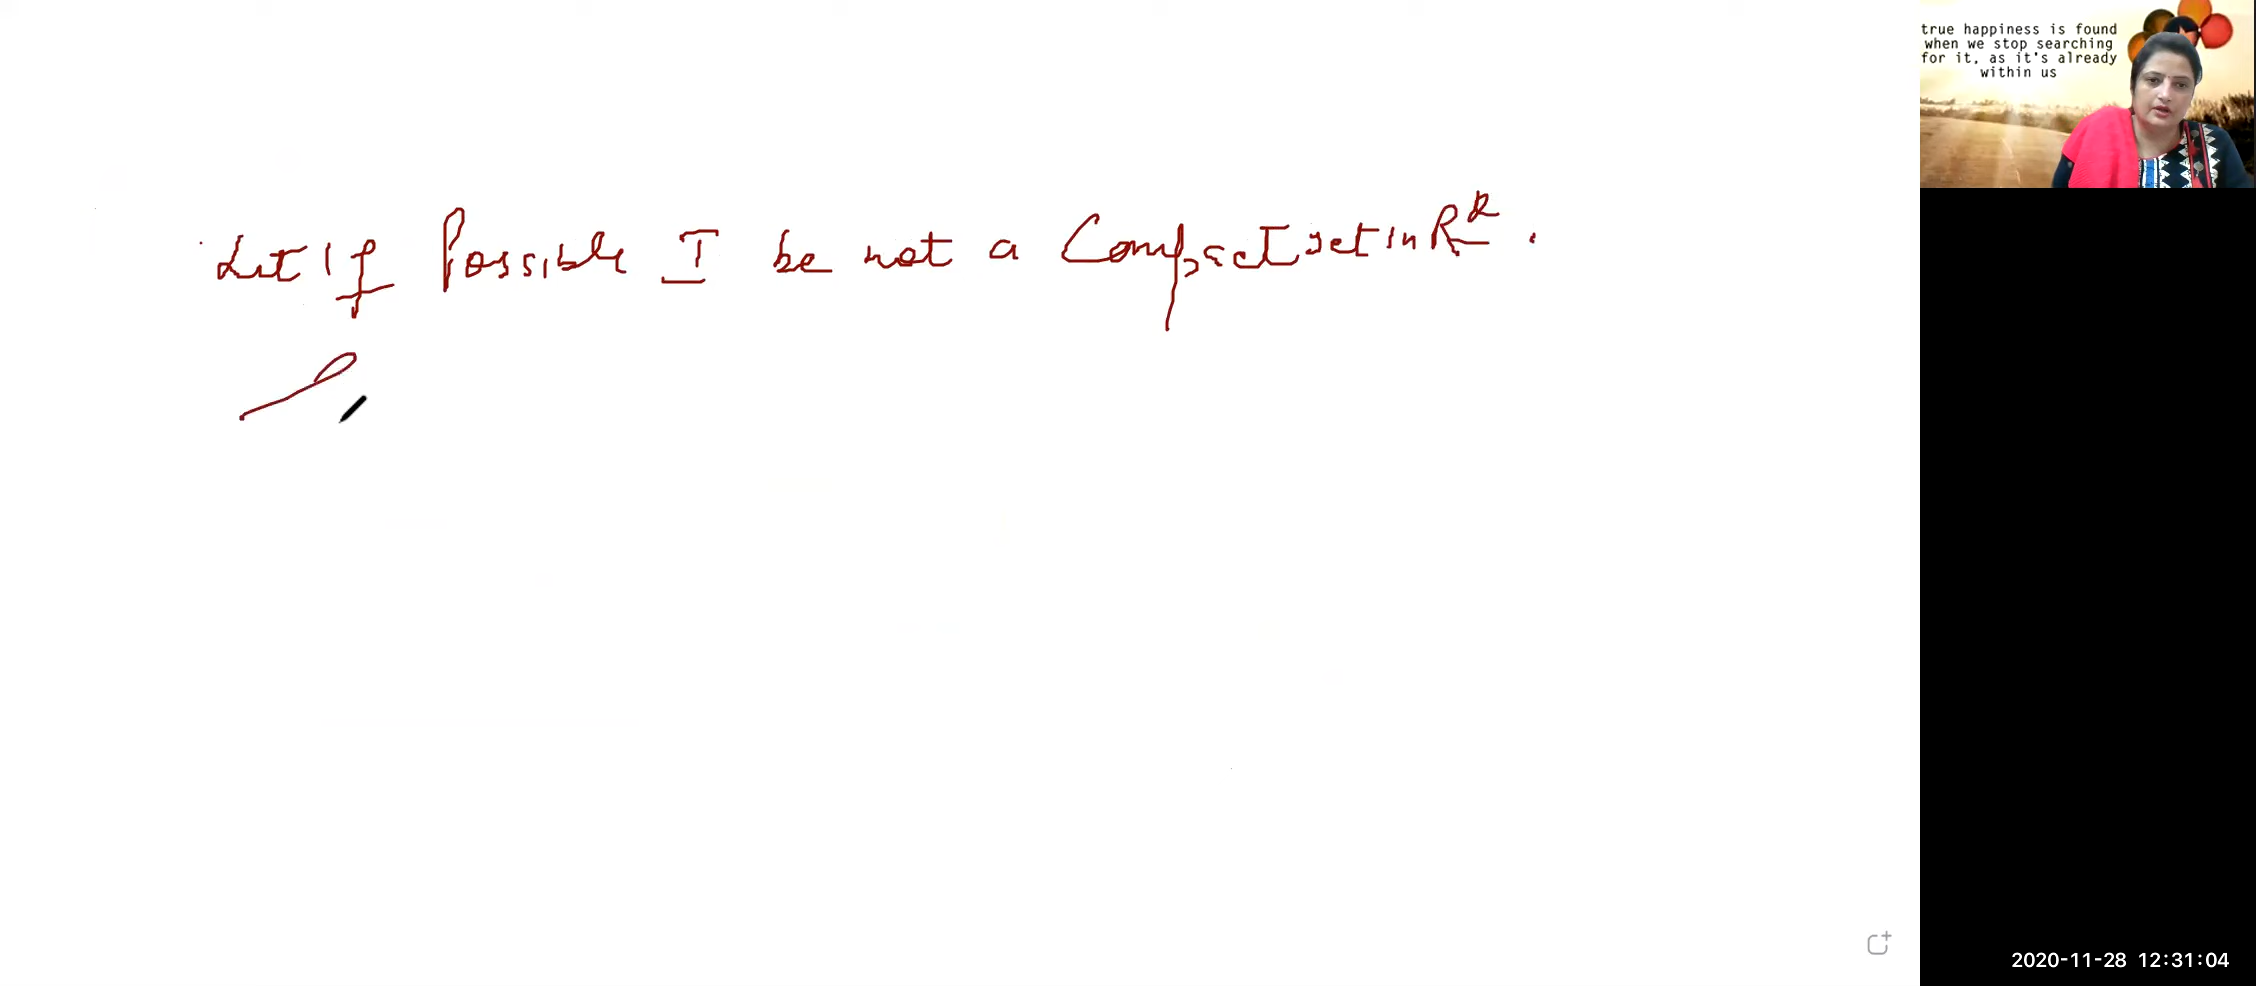 Let if Possible I be not a Compact set in R^k.
true happiness is found
when we stop searching
for it, as it's already
within us
2020-11-28 12:31:04